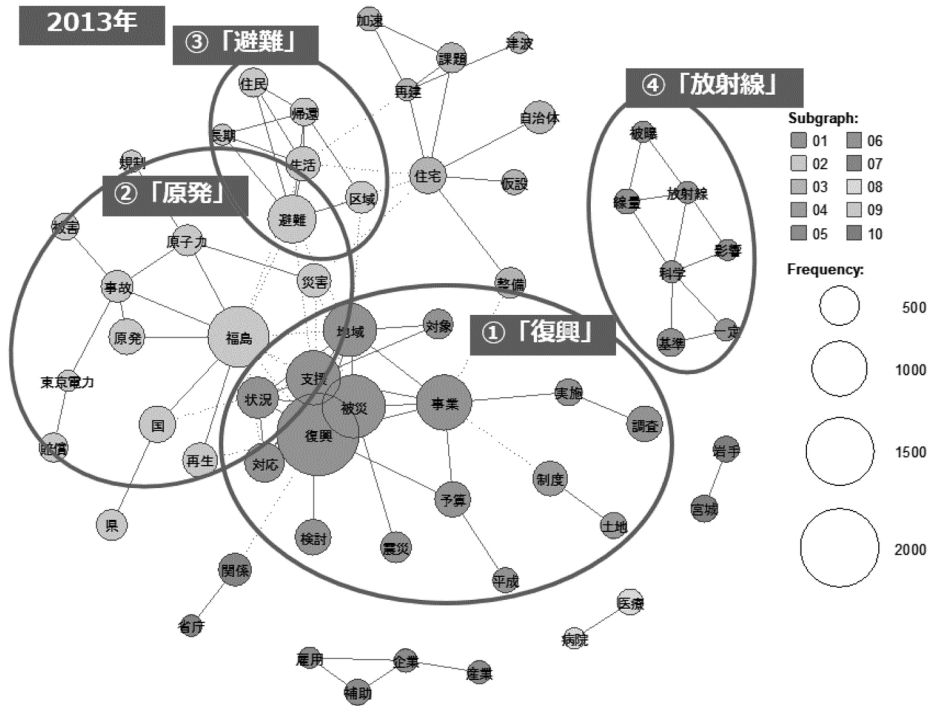 2013年
③「避難」
加速
課題
津波
再建
④「放射線」
住民
帰還
長期
生活
区域
避難
自治体
住宅
仮設
整備
被曝
線量
放射線
影響
科学
基準
一定
Subgraph:
01
06
02
07
03
08
04
09
05
10
Frequency:
500
1000
1500
2000
規制
②「原発」
被害
原子力
事故
災害
原発
福島
東京電力
国
賠償
再生
県
①「復興」
地域
対象
支援
状況
被災
事業
実施
復興
調査
対応
予算
制度
検討
震災
土地
平成
岩手
宮城
関係
省庁
医療
病院
雇用
企業
産業
補助